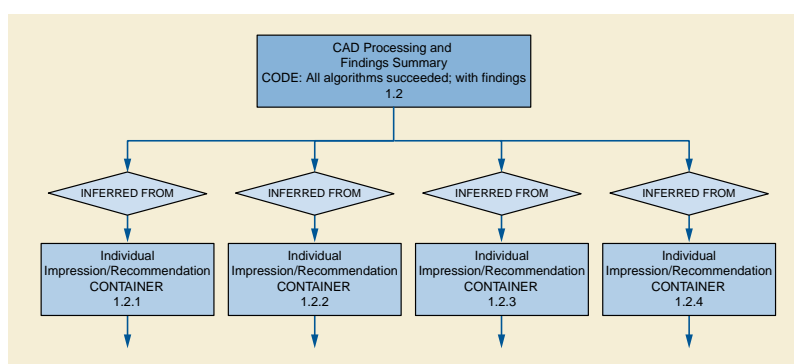 CAD Processing and
Findings Summary
CODE: All algorithms succeeded; with findings
1.2
INFERRED FROM
INFERRED FROM
INFERRED FROM
INFERRED FROM
Individual
Impression/Recommendation
CONTAINER
1.2.1
Individual
Impression/Recommendation
CONTAINER
1.2.2
Individual
Impression/Recommendation
CONTAINER
1.2.3
Individual
Impression/Recommendation
CONTAINER
1.2.4